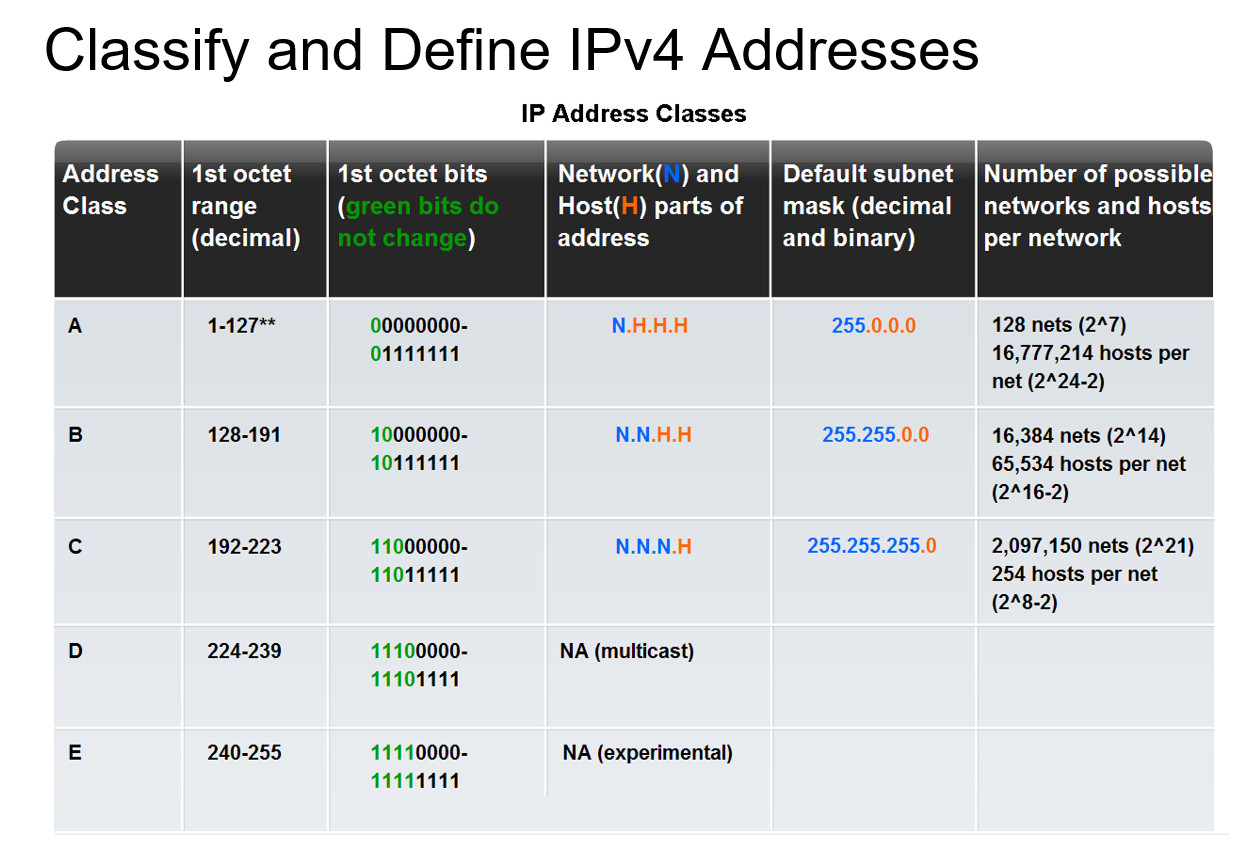 Classify and Define IPv4 Addresses
IP Address Classes
Address
Class
1st octet
range
(decimal)
1st octet bits
(green bits do
not change)
Network(N) and
Host(H) parts of
address
Default subnet
mask (decimal
and binary)
Number of possible
networks and hosts
per network
A
1-127**
00000000-
01111111
N.H.H.H
255.0.0.0
128 nets (2^7)
16,777,214 hosts per
net (2^24-2)
B
128-191
10000000-
10111111
N.N.H.H
255.255.0.0
16,384 nets (2^14)
65,534 hosts per net
(2^16-2)
C
192-223
11000000-
11011111
N.N.N.H
255.255.255.0
2,097,150 nets (2^21)
254 hosts per net
(2^8-2)
D
224-239
11100000-
11101111
NA (multicast)
E
240-255
11110000-
11111111
NA (experimental)